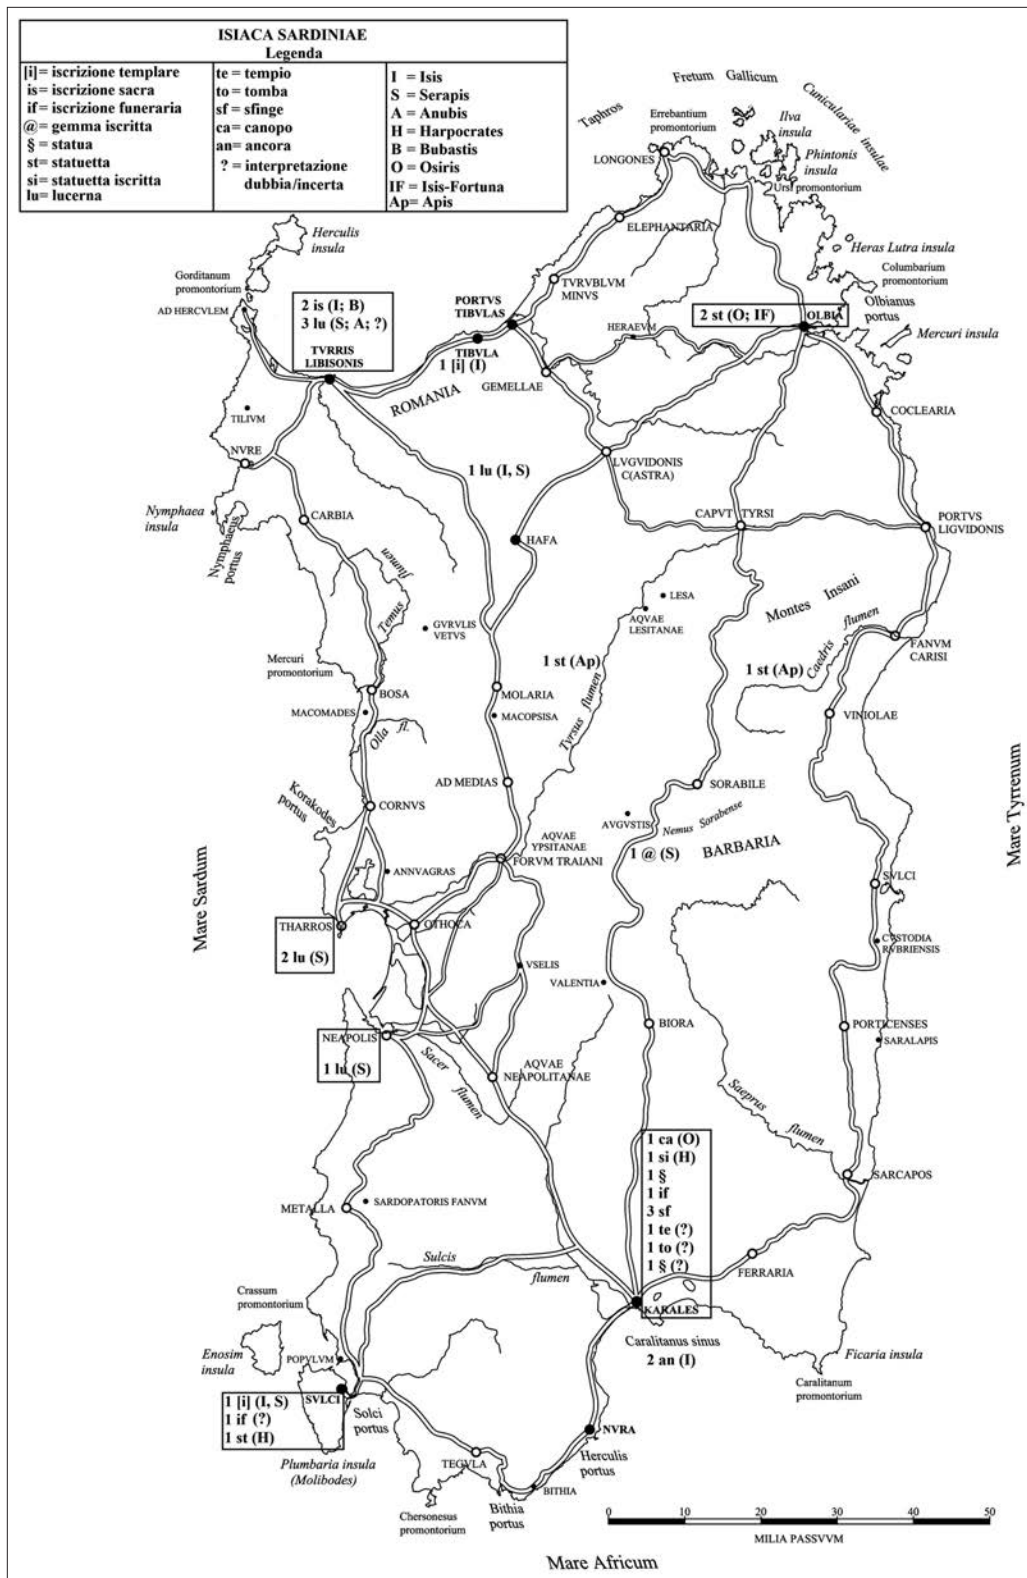 ISIACA SARDINIAE
Legenda
[i]= iscrizione templare
is= iscrizione sacra
if= iscrizione funeraria
@= gemma iscritta
§ = statua
st= statuetta
si= statuetta iscritta
lu= lucerna
te = tempio
to = tomba
sf = sfinge
ca= canopo
an= ancora
? = interpretazione
dubbia/incerta
I = Isis
S = Serapis
A = Anubis
H = Harpocrates
B = Bubastis
O = Osiris
IF = Isis-Fortuna
Ap= Apis
Fretum Gallicum
Taphros
Cuniculariae insulae
Errebantium
promontorium
Ilva
insula
Phintonis
insula
LONGONES
Ursi promontorium
ELEPHANTARIA
Herculis
insula
Heras Lutra insula
Gorditanum
promontorium
Columbarium
promontorium
TVRVBLVM
MINVS
AD HERCVLEM
2 is (I; B)
3 lu (S; A; ?)
TVRRIS
LIBISONIS
PORTVS
TIBVLAS
HERAEVM
2 st (O; IF)
OLBIA
Olbianus
portus
Mercuri insula
TIBVLA
1 [i] (I)
GEMELLAE
ROMANIA
TILIVM
COCLEARIA
NVRE
1 lu (I, S)
LVGVIDONIS
C(ASTRA)
Nymphaea
insula
Nymphaeus
portus
CARBIA
CAPVT TYRSI
PORTVS
LIGVIDONIS
HAFA
Temus flumen
LESA
AQVAE
LESITANAE
Montes Insani
GVRVLIS
VETVS
Caedris flumen
FANVM
CARISI
Mercuri
promontorium
1 st (Ap)
1 st (Ap)
BOSA
MOLARIA
MACOMADES
MACOPSISA
Tyrsus flumen
VINIOLAE
Olla fl.
AD MEDIAS
SORABILE
Korakodes
portus
CORNVS
AVGVSTIS
Nemus Sorabense
AQVAE
YPSITANAE
FORVM TRAIANI
1 @ (S)
BARBARIA
Mare Tyrrenum
Mare Sardum
ANNVAGRAS
SVLCI
THARROS
2 lu (S)
OTHOCA
CVSTODIA
RVBRIENSIS
VSELIS
VALENTIA
BIORA
PORTICENSES
NEAPOLIS
1 lu (S)
SARALAPIS
Sacer flumen
AQVAE
NEAPOLITANAE
Saeprus flumen
1 ca (O)
1 si (H)
1 §
1 if
3 sf
1 te (?)
1 to (?)
1 § (?)
KARALES
SARCAPOS
SARDOPATORIS FANVM
METALLA
Sulcis flumen
FERRARIA
Crassum
promontorium
Caralitanus sinus
2 an (I)
Enosim
insula
Ficaria insula
POPVLVM
Caralitanum
promontorium
1 [i] (I, S)
1 if (?)
1 st (H)
SVLCI
Solci
portus
NVRA
Herculis
portus
Plumbaria insula
(Molibodes)
TEGVLA
BITHIA
Bithia
portus
Chersonesus
promontorium
0 10 20 30 40 50
MILIA PASSVVM
Mare Africum